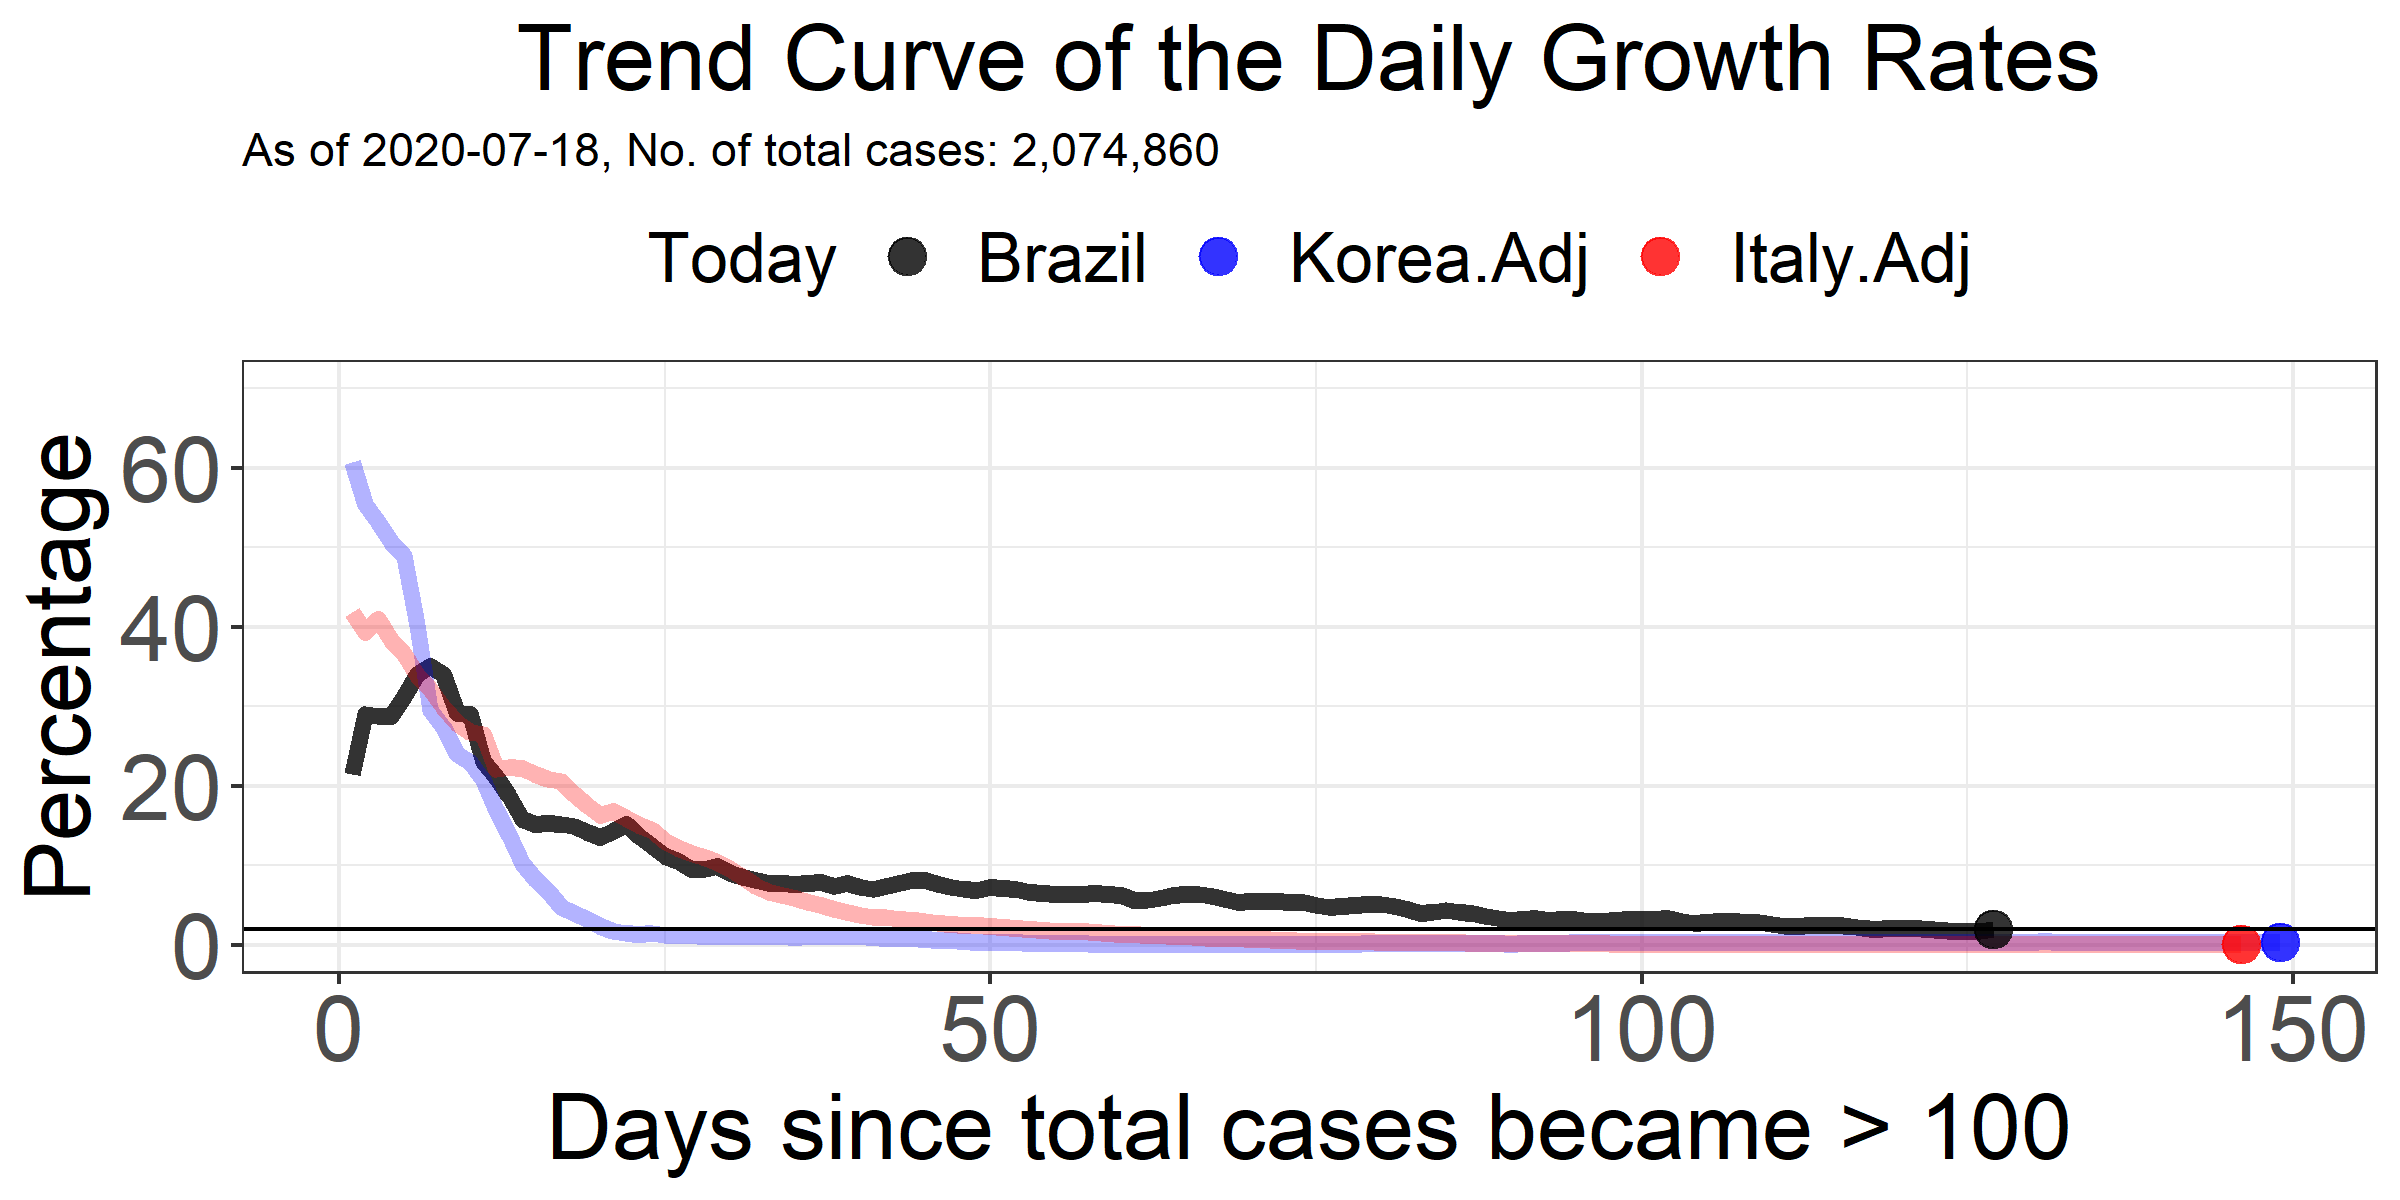 Trend Curve of the Daily Growth Rates
As of 2020-07-18, No. of total cases: 2,074,860
Today Brazil Korea.Adj Italy.Adj
Percentage
60
40
20
0
0 50 100 150
Days since total cases became > 100